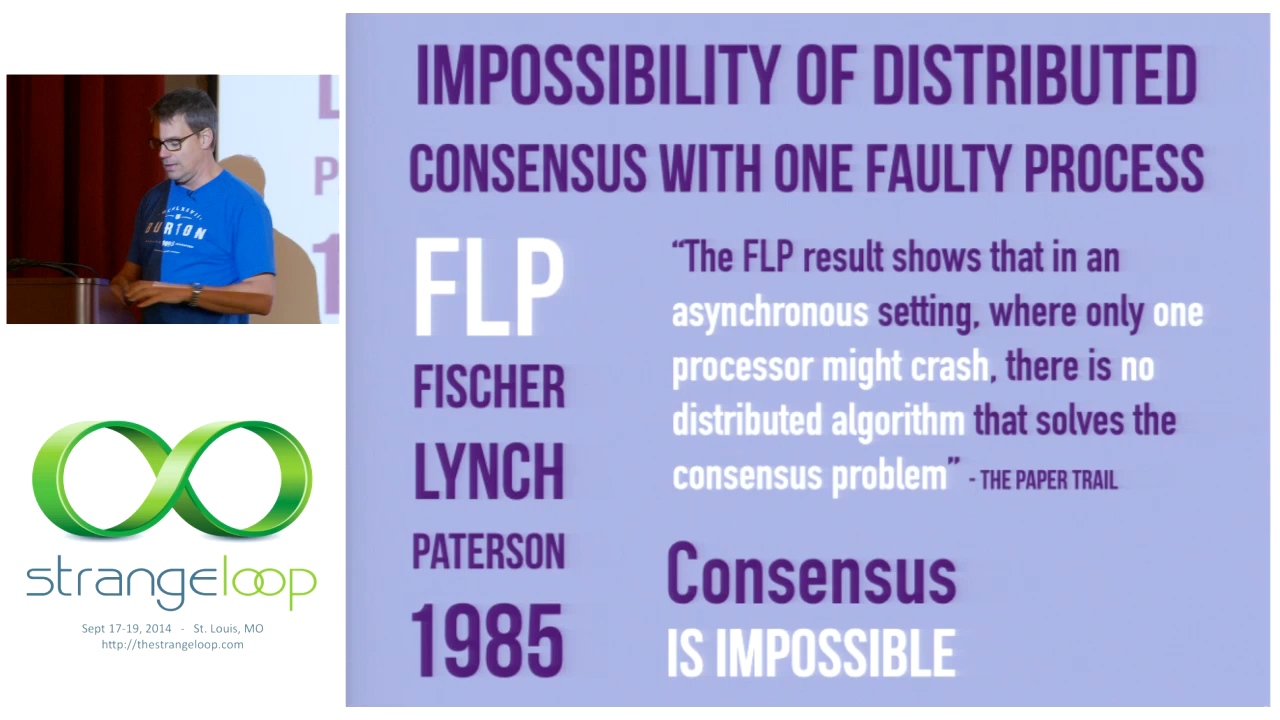 IMPOSSIBILITY OF DISTRIBUTED
CONSENSUS WITH ONE FAULTY PROCESS
FLP
FISCHER
LYNCH
PATERSON
1985
“The FLP result shows that in an
asynchronous setting, where only one
processor might crash, there is no
distributed algorithm that solves the
consensus problem” - THE PAPER TRAIL
Consensus
IS IMPOSSIBLE
BURTON
L
P
1
strangeloop
Sept 17-19, 2014 - St. Louis, MO
http://thestrangeloop.com